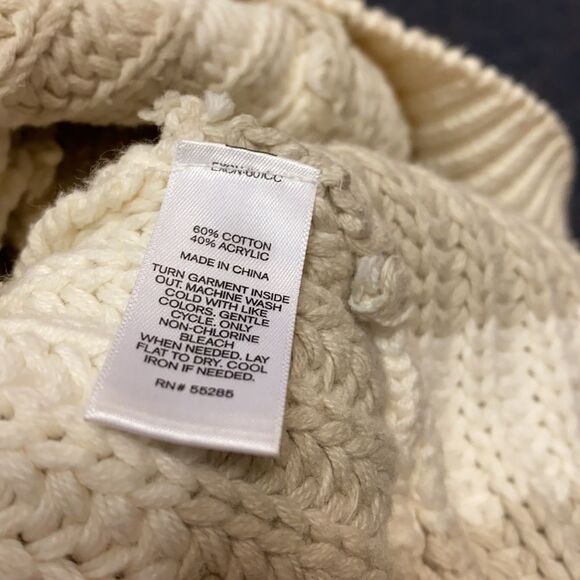 60% COTTON
40% ACRYLIC
MADE IN CHINA
TURN GARMENT INSIDE
OUT. MACHINE WASH
COLD WITH LIKE
COLORS. GENTLE
CYCLE. ONLY
NON-CHLORINE
BLEACH
WHEN NEEDED. LAY
FLAT TO DRY. COOL
IRON IF NEEDED.
RN# 55285